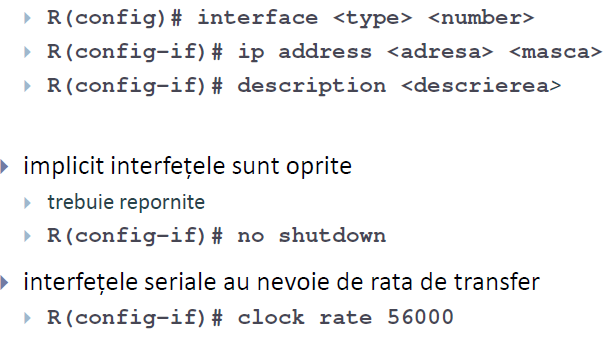 R(config)# interface <type> <number>
R(config-if)# ip address <adresa> <masca>
R(config-if)# description <descrierea>
implicit interfețele sunt oprite
trebuie repornite
R(config-if)# no shutdown
interfețele seriale au nevoie de rata de transfer
R(config-if)# clock rate 56000